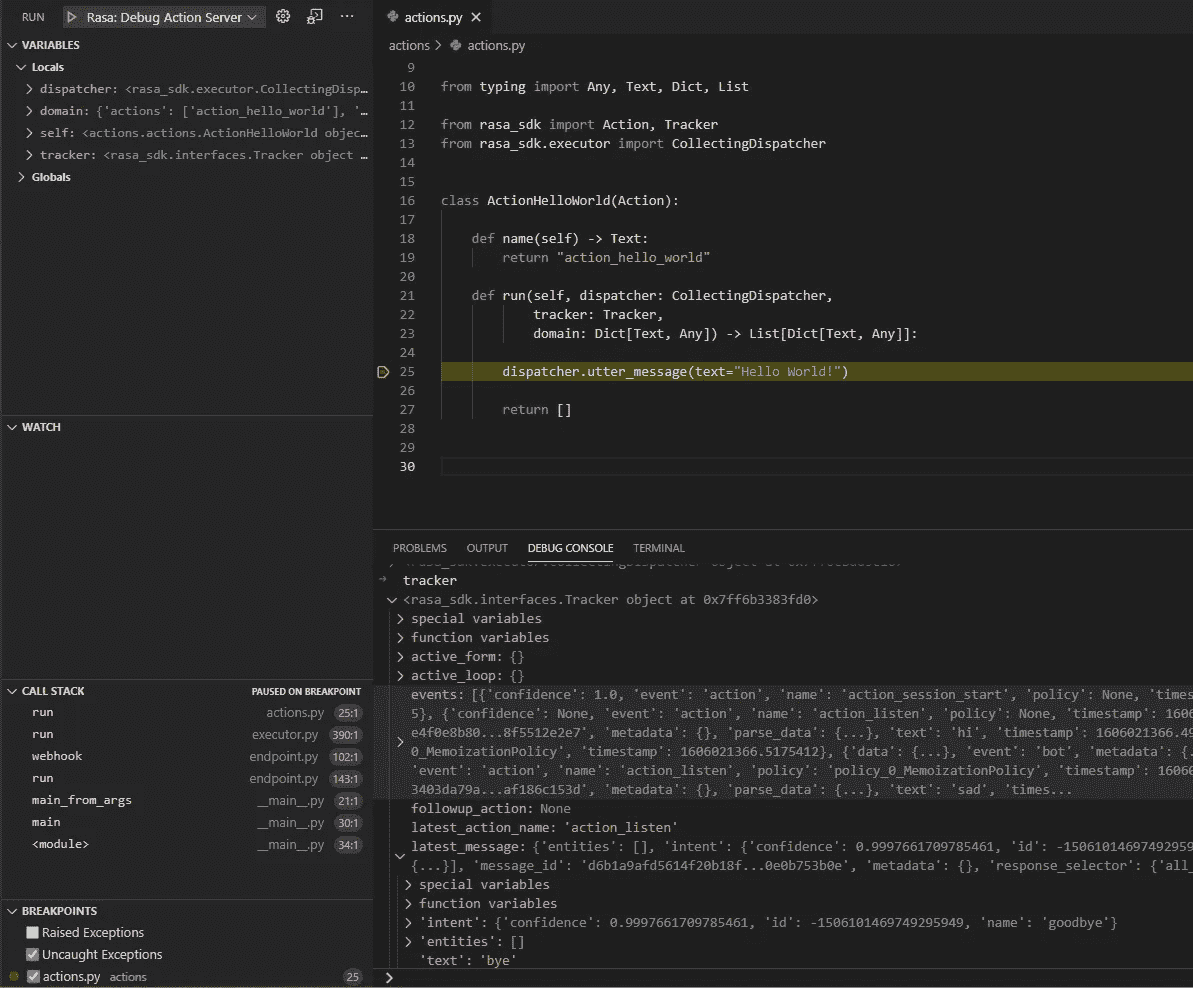 RUN
Rasa: Debug Action Server
VARIABLES
Locals
dispatcher: <rasa_sdk.executor.CollectingDisp…
domain: {'actions': ['action_hello_world'], '…
self: <actions.actions.ActionHelloWorld objec…
tracker: <rasa_sdk.interfaces.Tracker object …
Globals
WATCH
CALL STACK PAUSED ON BREAKPOINT
run actions.py 25:1
run executor.py 390:1
webhook endpoint.py 102:1
run endpoint.py 143:1
main_from_args __main__.py 21:1
main __main__.py 30:1
<module> __main__.py 34:1
BREAKPOINTS
Raised Exceptions
Uncaught Exceptions
actions.py actions 25
actions.py
actions > actions.py
9
10 from typing import Any, Text, Dict, List
11
12 from rasa_sdk import Action, Tracker
13 from rasa_sdk.executor import CollectingDispatcher
14
15
16 class ActionHelloWorld(Action):
17
18 def name(self) -> Text:
19 return "action_hello_world"
20
21 def run(self, dispatcher: CollectingDispatcher,
22 tracker: Tracker,
23 domain: Dict[Text, Any]) -> List[Dict[Text, Any]]:
24
25 dispatcher.utter_message(text="Hello World!")
26
27 return []
28
29
30
PROBLEMS OUTPUT DEBUG CONSOLE TERMINAL
tracker
<rasa_sdk.interfaces.Tracker object at 0x7ff6b3383fd0>
special variables
function variables
active_form: {}
active_loop: {}
events: [{'confidence': 1.0, 'event': 'action', 'name': 'action_session_start', 'policy': None, 'times
5}, {'confidence': None, 'event': 'action', 'name': 'action_listen', 'policy': None, 'timestamp': 1606
e4f0e8b80...8f5512e2e7', 'metadata': {}, 'parse_data': {...}, 'text': 'hi', 'timestamp': 1606021366.49
0_MemoizationPolicy', 'timestamp': 1606021366.5175412}, {'data': {...}, 'event': 'bot', 'metadata': {.
'event': 'action', 'name': 'action_listen', 'policy': 'policy_0_MemoizationPolicy', 'timestamp': 16060
3403da79a...af186c153d', 'metadata': {}, 'parse_data': {...}, 'text': 'sad', 'times...
followup_action: None
latest_action_name: 'action_listen'
latest_message: {'entities': [], 'intent': {'confidence': 0.9997661709785461, 'id': -15061014697492959
{...}], 'message_id': 'd6b1a9afd5614f20b18f...0e0b753b0e', 'metadata': {}, 'response_selector': {'all_
special variables
function variables
'intent': {'confidence': 0.9997661709785461, 'id': -1506101469749295949, 'name': 'goodbye'}
'entities': []
'text': 'bye'